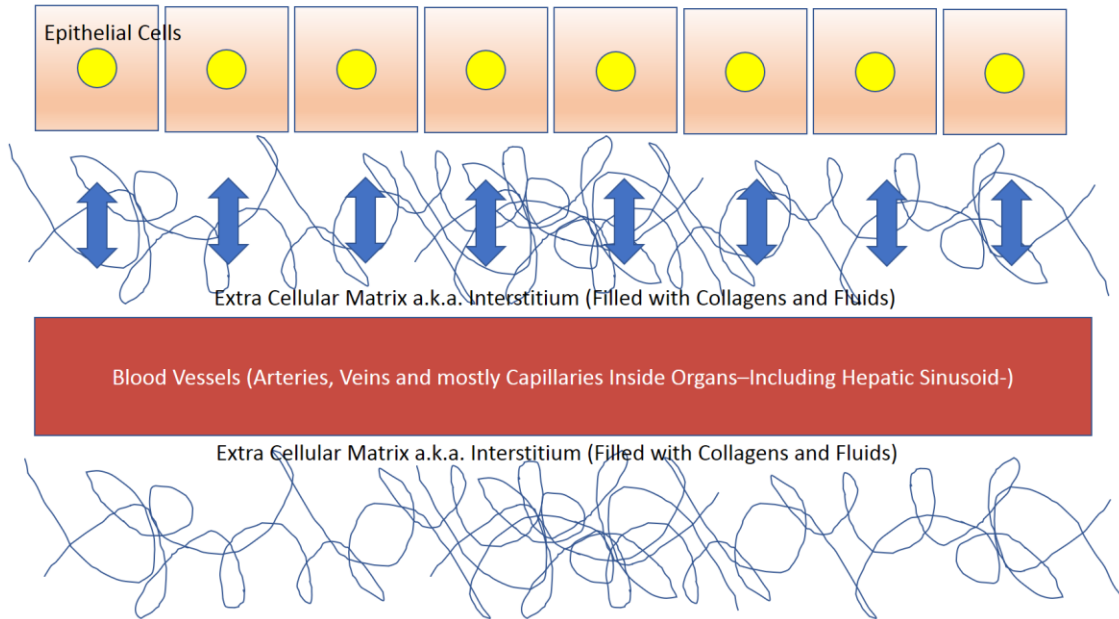 Epithelial Cells
Extra Cellular Matrix a.k.a. Interstitium (Filled with Collagens and Fluids)
Blood Vessels (Arteries, Veins and mostly Capillaries Inside Organs–Including Hepatic Sinusoid-)
Extra Cellular Matrix a.k.a. Interstitium (Filled with Collagens and Fluids)